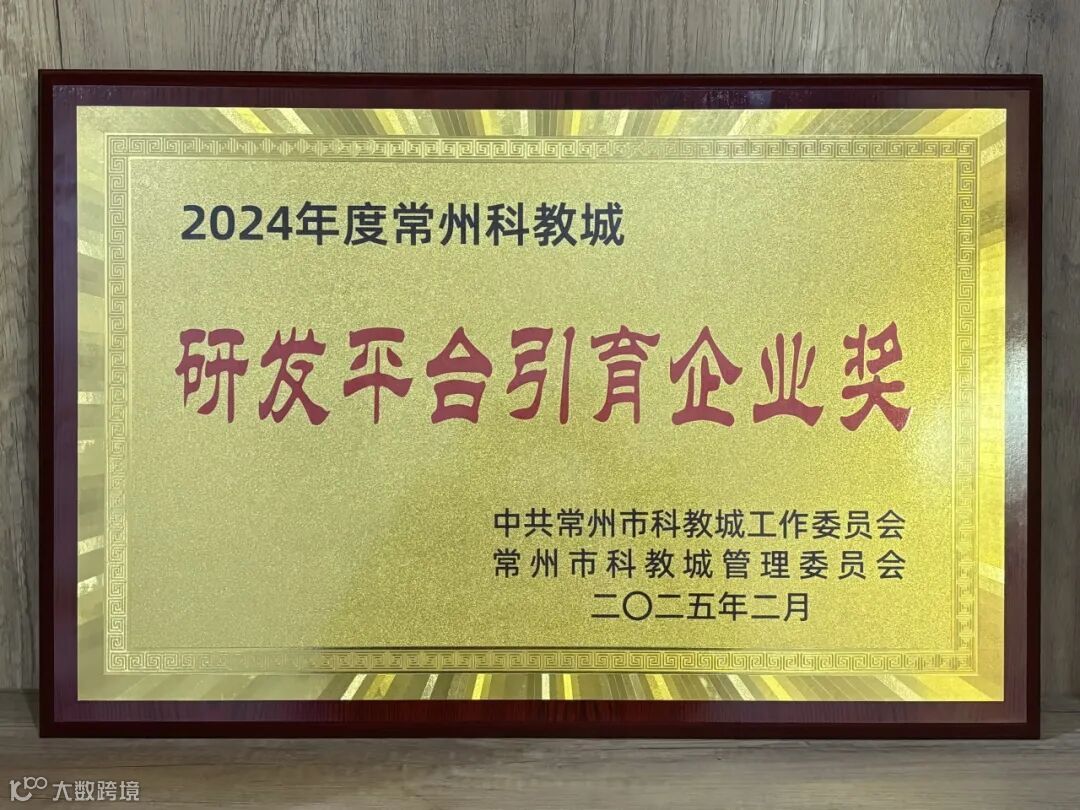 2024年度常州科教城
研发平台引育企业奖
中共常州市科教城工作委员会
常州市科教城管理委员会
二〇二五年二月
大数跨境